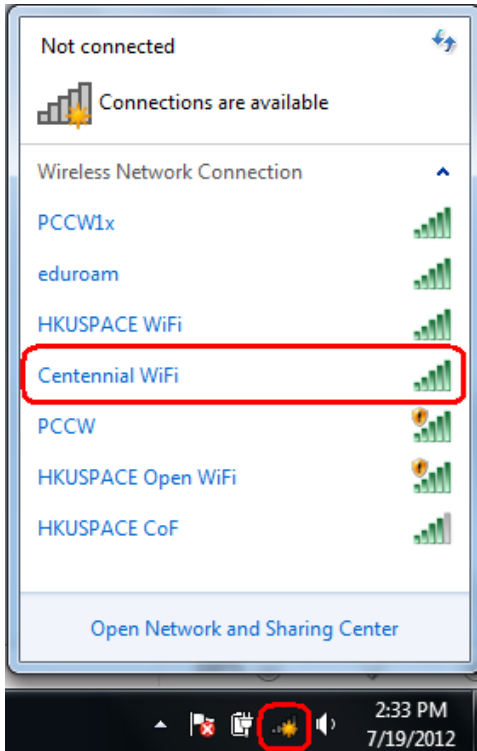 Not connected
Connections are available
Wireless Network Connection
PCCW1x
eduroam
HKUSPACE WiFi
Centennial WiFi
PCCW
HKUSPACE Open WiFi
HKUSPACE CoF
Open Network and Sharing Center
2:33 PM
7/19/2012